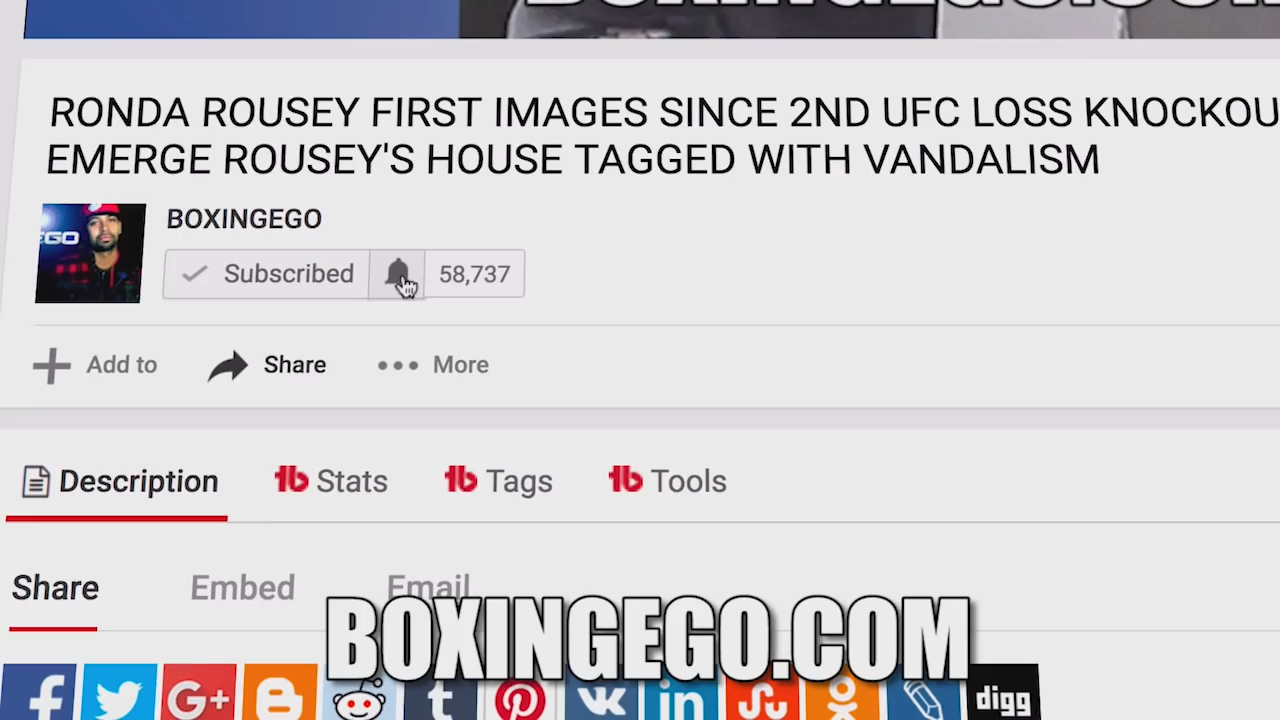 RONDA ROUSEY FIRST IMAGES SINCE 2ND UFC LOSS
EMERGE ROUSEY'S HOUSE TAGGED WITH VANDALISM
EGO
BOXINGEGO
Subscribed 58,737
Add to Share More
Description Stats Tags Tools
Share Embed Email
BOXINGEGO.COM
digg